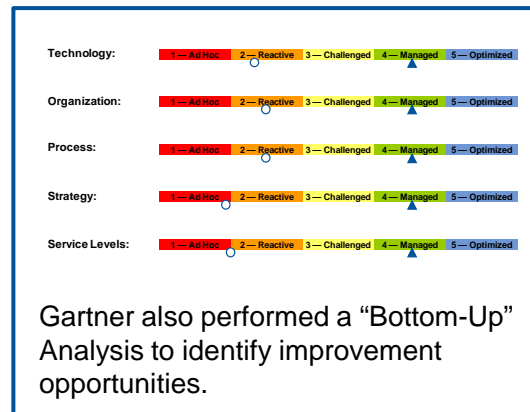 Technology: 1 — Ad Hoc 2 — Reactive 3 — Challenged 4 — Managed 5 — Optimized
Organization: 1 — Ad Hoc 2 — Reactive 3 — Challenged 4 — Managed 5 — Optimized
Process: 1 — Ad Hoc 2 — Reactive 3 — Challenged 4 — Managed 5 — Optimized
Strategy: 1 — Ad Hoc 2 — Reactive 3 — Challenged 4 — Managed 5 — Optimized
Service Levels: 1 — Ad Hoc 2 — Reactive 3 — Challenged 4 — Managed 5 — Optimized
Gartner also performed a “Bottom-Up”
Analysis to identify improvement
opportunities.